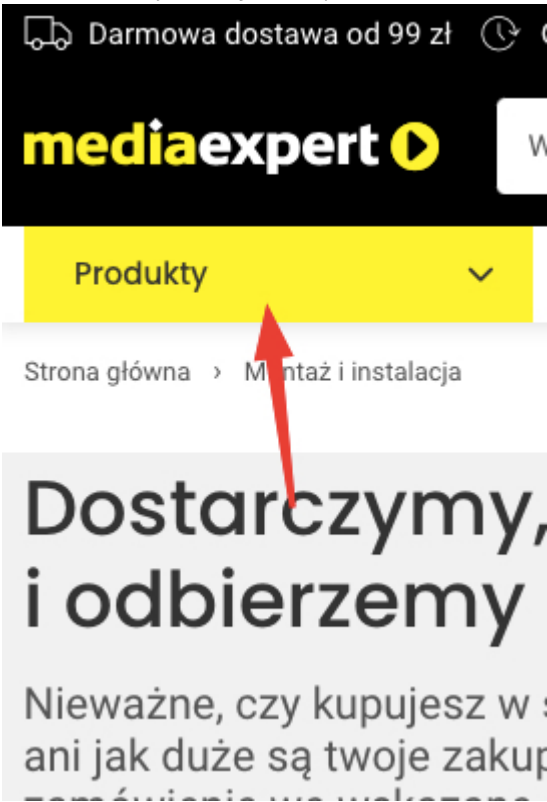 Darmowa dostawa od 99 zł
mediaexpert
Produkty
Strona główna › Montaż i instalacja
Dostarczymy,
i odbierzemy
Nieważne, czy kupujesz w
ani jak duże są twoje